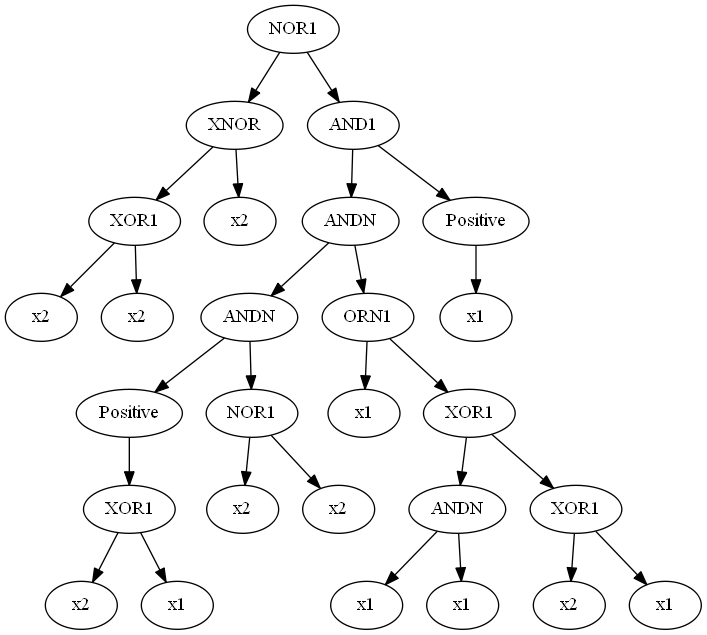 NOR1
XNOR
AND1
XOR1
x2
ANDN
Positive
x2
x2
ANDN
ORN1
x1
Positive
NOR1
x1
XOR1
XOR1
x2
x2
ANDN
XOR1
x2
x1
x1
x1
x2
x1